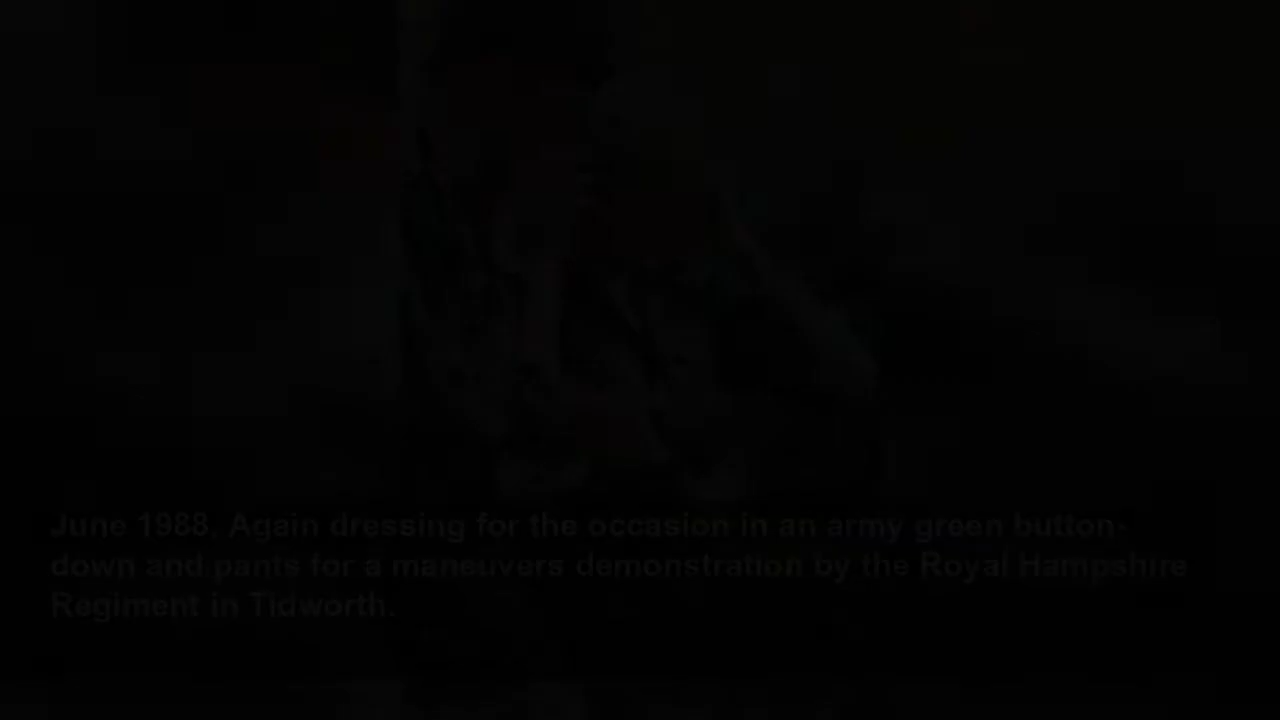 June 1988. Again dressing for the occasion in an army green button-
down and pants for a maneuvers demonstration by the Royal Hampshire
Regiment in Tidworth.